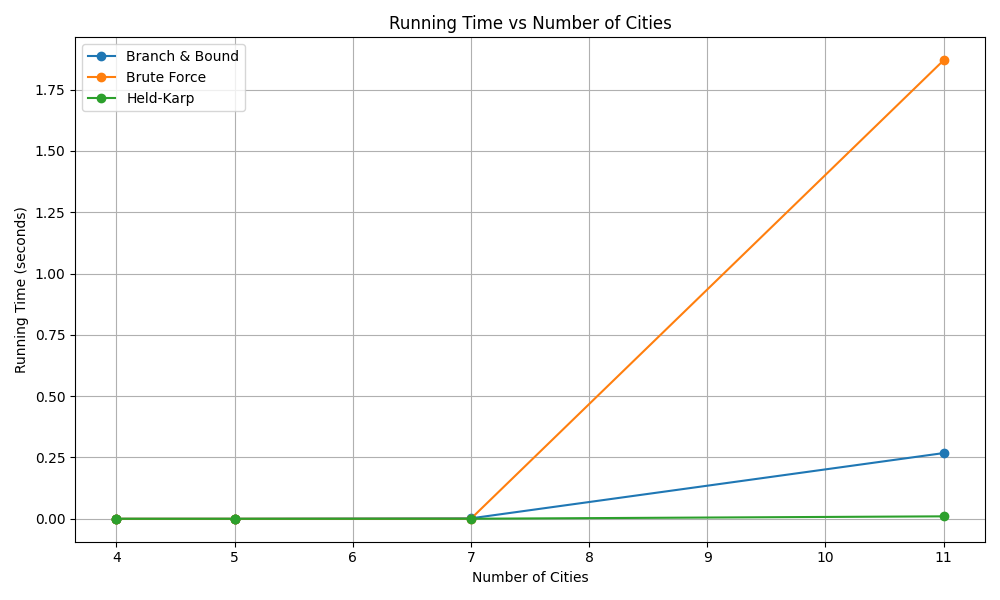 Running Time vs Number of Cities
Branch & Bound
Brute Force
Held-Karp
Running Time (seconds)
1.75
1.50
1.25
1.00
0.75
0.50
0.25
0.00
4 5 6 7 8 9 10 11
Number of Cities